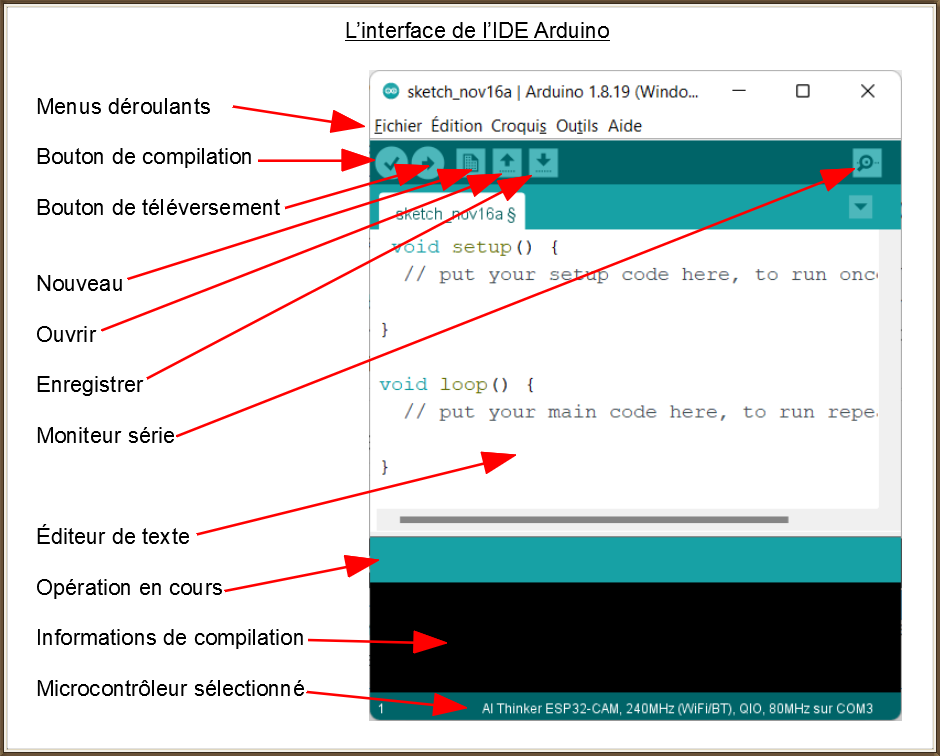 L’interface de l’IDE Arduino
sketch_nov16a | Arduino 1.8.19 (Windo...
Menus déroulants
Fichier Édition Croquis Outils Aide
Bouton de compilation
Bouton de téléversement
sketch_nov16a §
void setup() {
// put your setup code here, to run onc
Nouveau
Ouvrir
}
Enregistrer
void loop() {
// put your main code here, to run repe
Moniteur série
}
Éditeur de texte
Opération en cours
Informations de compilation
Microcontrôleur sélectionné
1 AI Thinker ESP32-CAM, 240MHz (WiFi/BT), QIO, 80MHz sur COM3